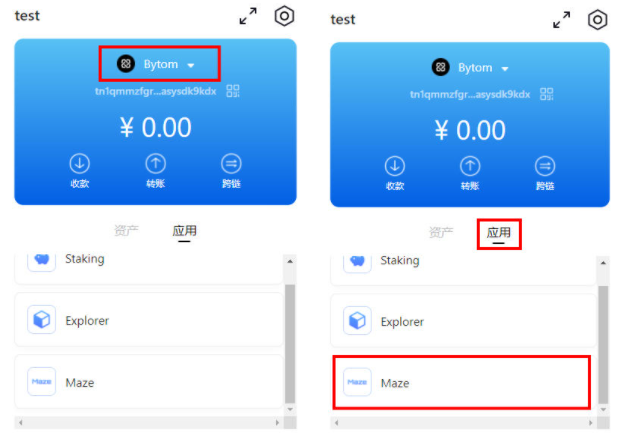 test
Bytom
tn1qmmzfgr...asysdk9kdx
¥ 0.00
收款 转账 跨链
资产 应用
Staking
Explorer
Maze Maze
test
Bytom
tn1qmmzfgr...asysdk9kdx
¥ 0.00
收款 转账 跨链
资产 应用
Staking
Explorer
Maze Maze